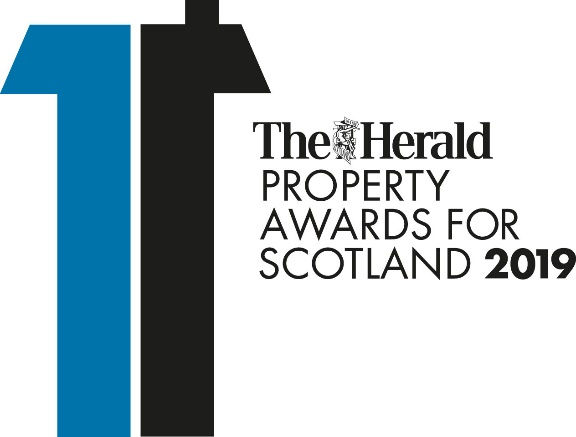 The Herald
PROPERTY
AWARDS FOR
SCOTLAND 2019